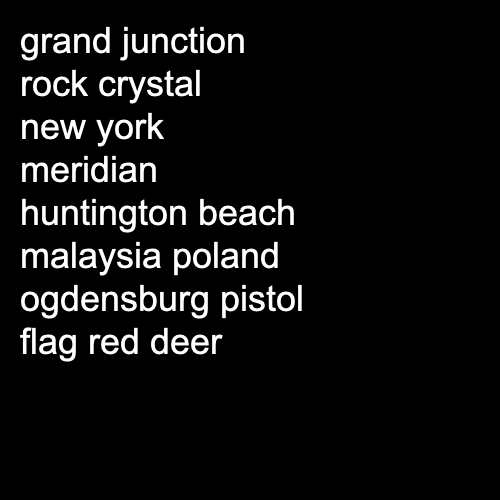 grand junction
rock crystal
new york
meridian
huntington beach
malaysia poland
ogdensburg pistol
flag red deer